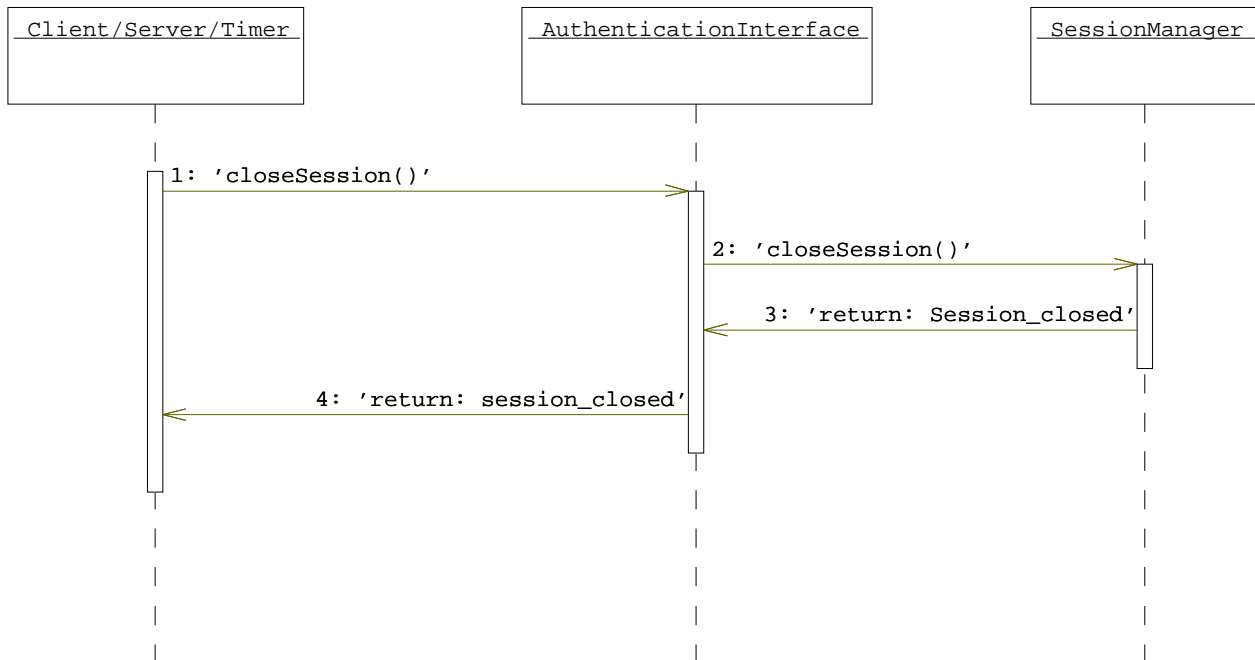 Client/Server/Timer
AuthenticationInterface
SessionManager
1: 'closeSession()'
2: 'closeSession()'
3: 'return: Session_closed'
4: 'return: session_closed'